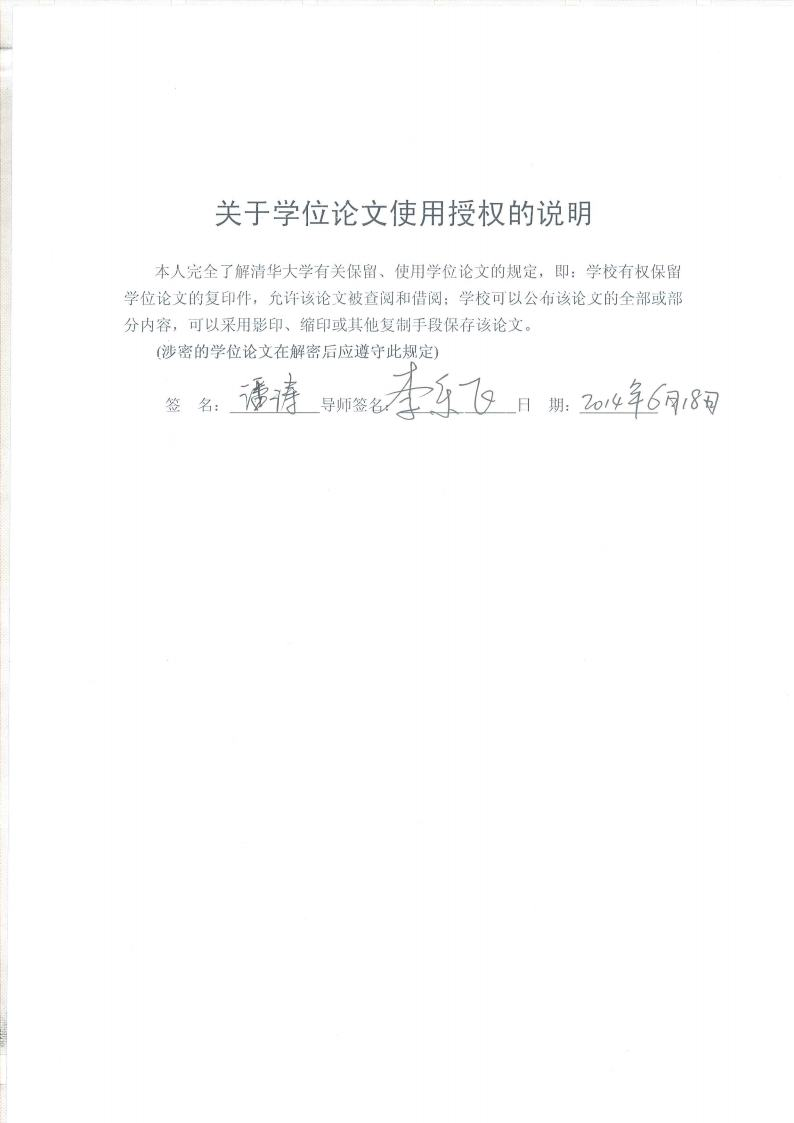 关于学位论文使用授权的说明
本人完全了解清华大学有关保留、使用学位论文的规定，即：学校有权保留
学位论文的复印件，允许该论文被查阅和借阅；学校可以公布该论文的全部或部
分内容，可以采用影印、缩印或其他复制手段保存该论文。
(涉密的学位论文在解密后应遵守此规定)
签 名：潘涛 导师签名：李乐飞 日 期：2014年6月18日